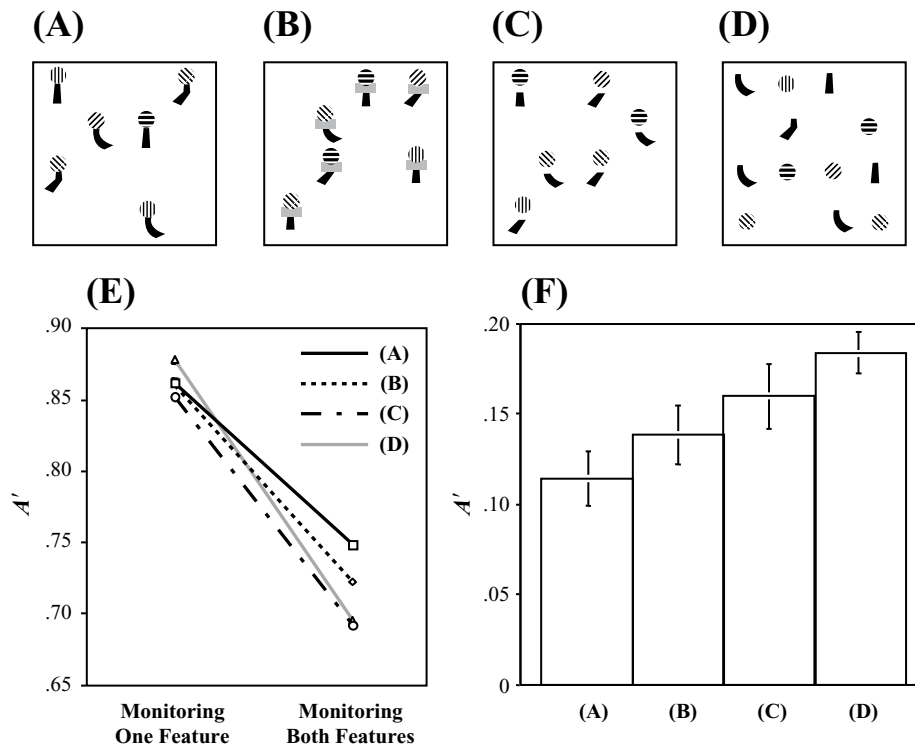 (A)
(B)
(C)
(D)
(E)
(F)
.90
.85
.80
.75
.70
.65
A′
(A)
(B)
(C)
(D)
Monitoring
One Feature
Monitoring
Both Features
.20
.15
.10
.05
0
A′
(A)
(B)
(C)
(D)